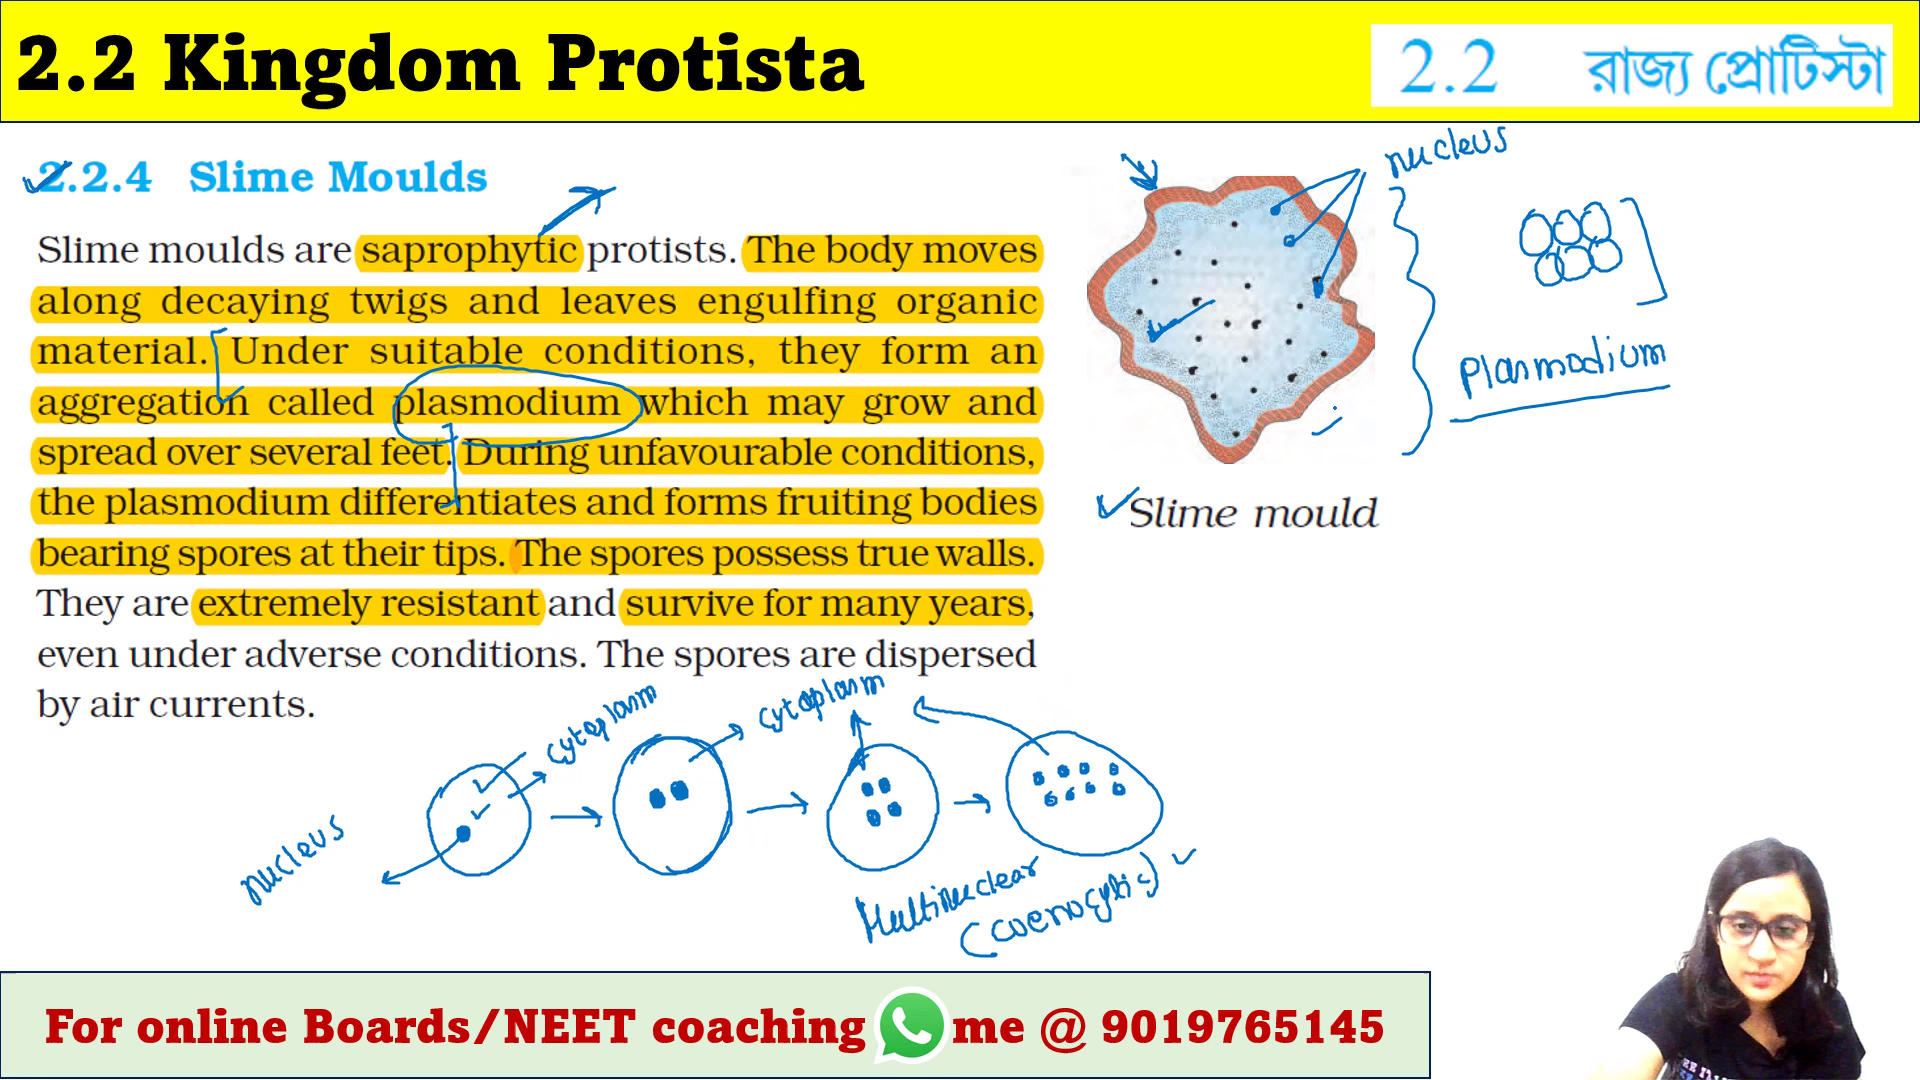 2.2 Kingdom Protista
2.2 রাজ্য প্রোটিস্টা
2.2.4 Slime Moulds
Slime moulds are saprophytic protists. The body moves
along decaying twigs and leaves engulfing organic
material. Under suitable conditions, they form an
aggregation called plasmodium which may grow and
spread over several feet. During unfavourable conditions,
the plasmodium differentiates and forms fruiting bodies
bearing spores at their tips. The spores possess true walls.
They are extremely resistant and survive for many years,
even under adverse conditions. The spores are dispersed
by air currents.
nucleus
Plasmodium
Slime mould
nucleus
cytoplasm
cytoplasm
Multinuclear
(coenocytic)
For online Boards/NEET coaching me @ 9019765145